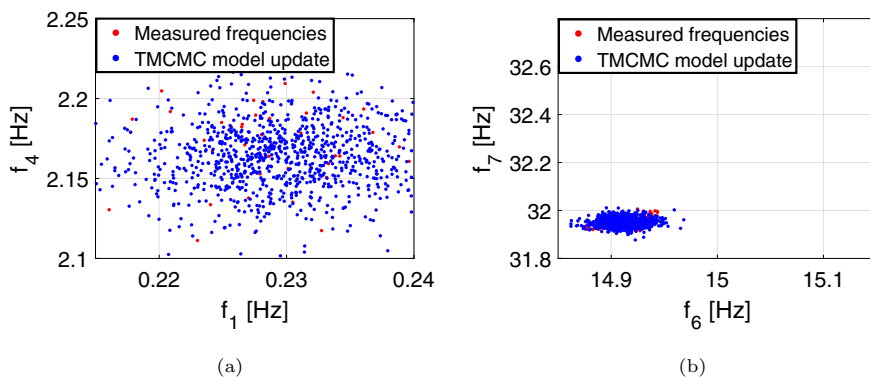 Measured frequencies
TMCMC model update
f4 [Hz]
2.25
2.2
2.15
2.1
0.22
0.23
0.24
f1 [Hz]
(a)
Measured frequencies
TMCMC model update
f7 [Hz]
32.6
32.4
32.2
32
31.8
14.9
15
15.1
f6 [Hz]
(b)